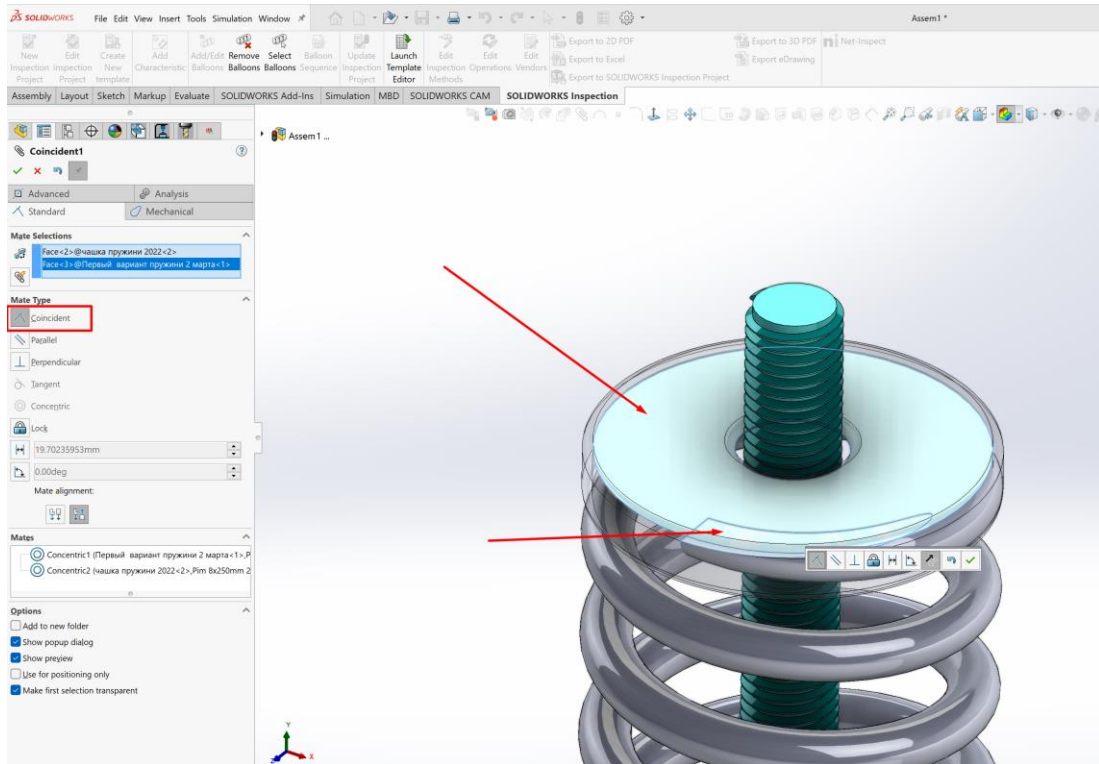 SOLIDWORKS File Edit View Insert Tools Simulation Window Assem1 *
New Inspection Project
Edit Inspection Project
Create New template
Add Characteristic
Add/Edit Balloons
Remove Balloons
Select Balloons
Balloon Sequence
Update Inspection Project
Launch Template Editor
Edit Inspection Methods
Edit Operations
Edit Vendors
Export to 2D PDF
Export to Excel
Export to SOLIDWORKS Inspection Project
Export to 3D PDF
Export eDrawing
Net-Inspect
Assembly Layout Sketch Markup Evaluate SOLIDWORKS Add-Ins Simulation MBD SOLIDWORKS CAM SOLIDWORKS Inspection
Assem1 ...
Coincident1
Advanced Analysis
Standard Mechanical
Mate Selections
Face<2>@чашка пружини 2022<2>
Face<3>@Первый вариант пружини 2 марта<1>
Mate Type
Coincident
Parallel
Perpendicular
Tangent
Concentric
Lock
19.70235953mm
0.00deg
Mate alignment:
Mates
Concentric1 (Первый вариант пружини 2 марта<1>,P
Concentric2 (чашка пружини 2022<2>,Pim 8x250mm 2
Options
Add to new folder
Show popup dialog
Show preview
Use for positioning only
Make first selection transparent
Y
X
Z